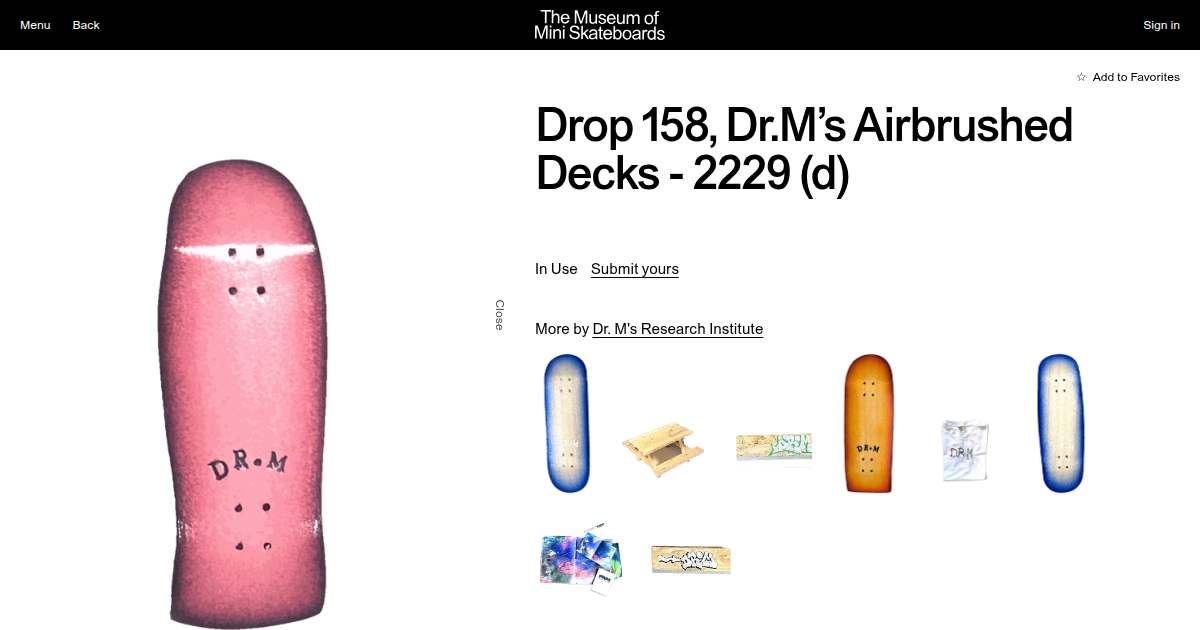 Menu Back
The Museum of
Mini Skateboards
Sign in
☆ Add to Favorites
Drop 158, Dr.M’s Airbrushed
Decks - 2229 (d)
In Use Submit yours
Close
More by Dr. M's Research Institute
DR•M
DR•M
DRM